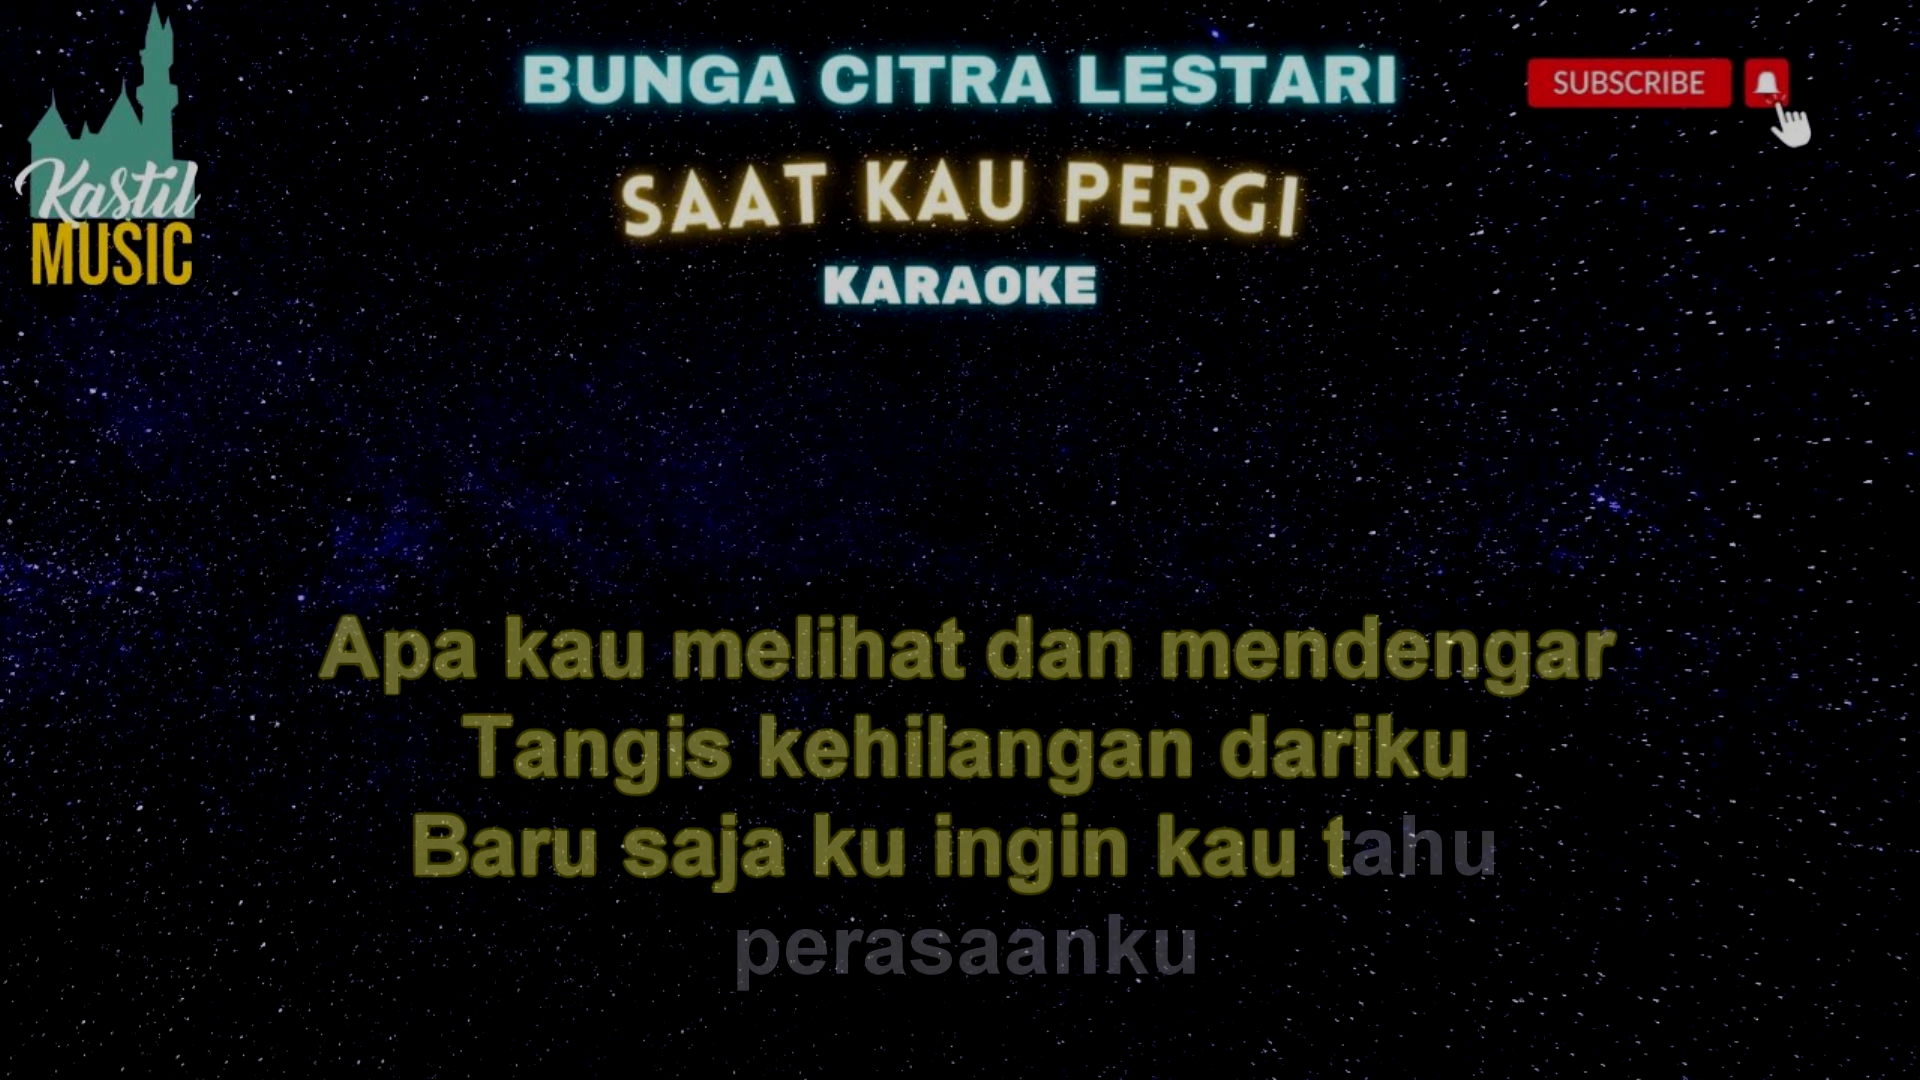 BUNGA CITRA LESTARI
SUBSCRIBE
SAAT KAU PERGI
Kastil
MUSIC
KARAOKE
Apa kau melihat dan mendengar
Tangis kehilangan dariku
Baru saja ku ingin kau tahu
perasaanku